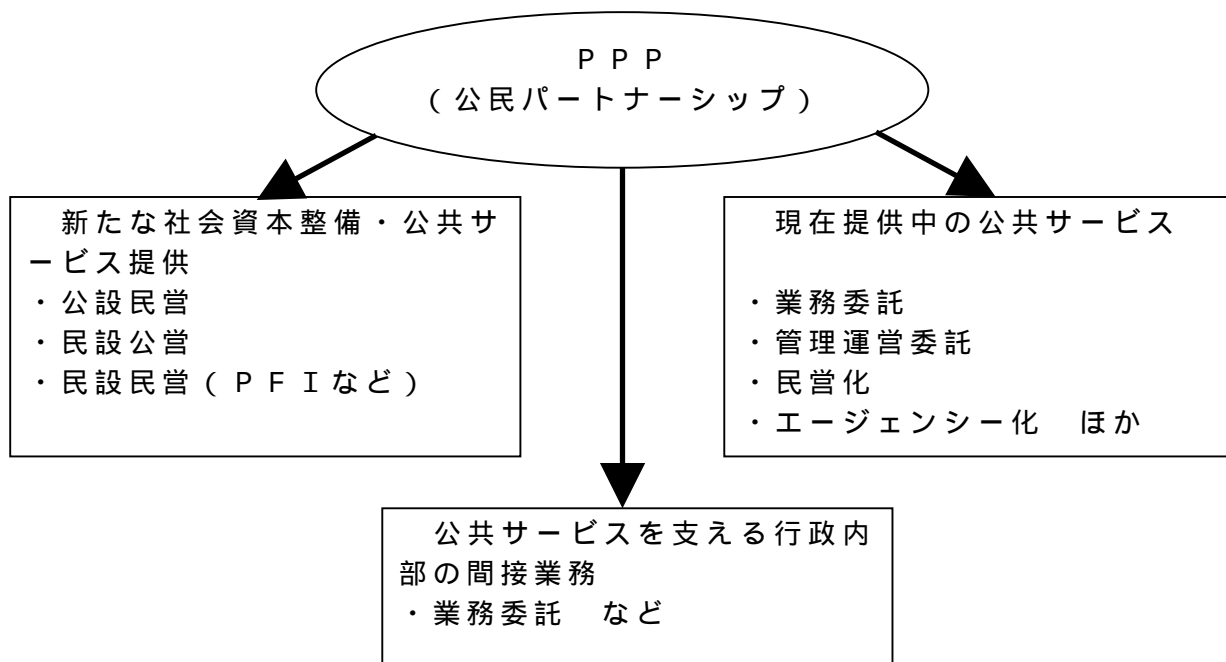 ＰＰＰ
（公民パートナーシップ）
新たな社会資本整備・公共サ
ービス提供
・公設民営
・民設公営
・民設民営（ＰＦＩなど）
現在提供中の公共サービス
・業務委託
・管理運営委託
・民営化
・エージェンシー化　ほか
公共サービスを支える行政内
部の間接業務
・業務委託　など